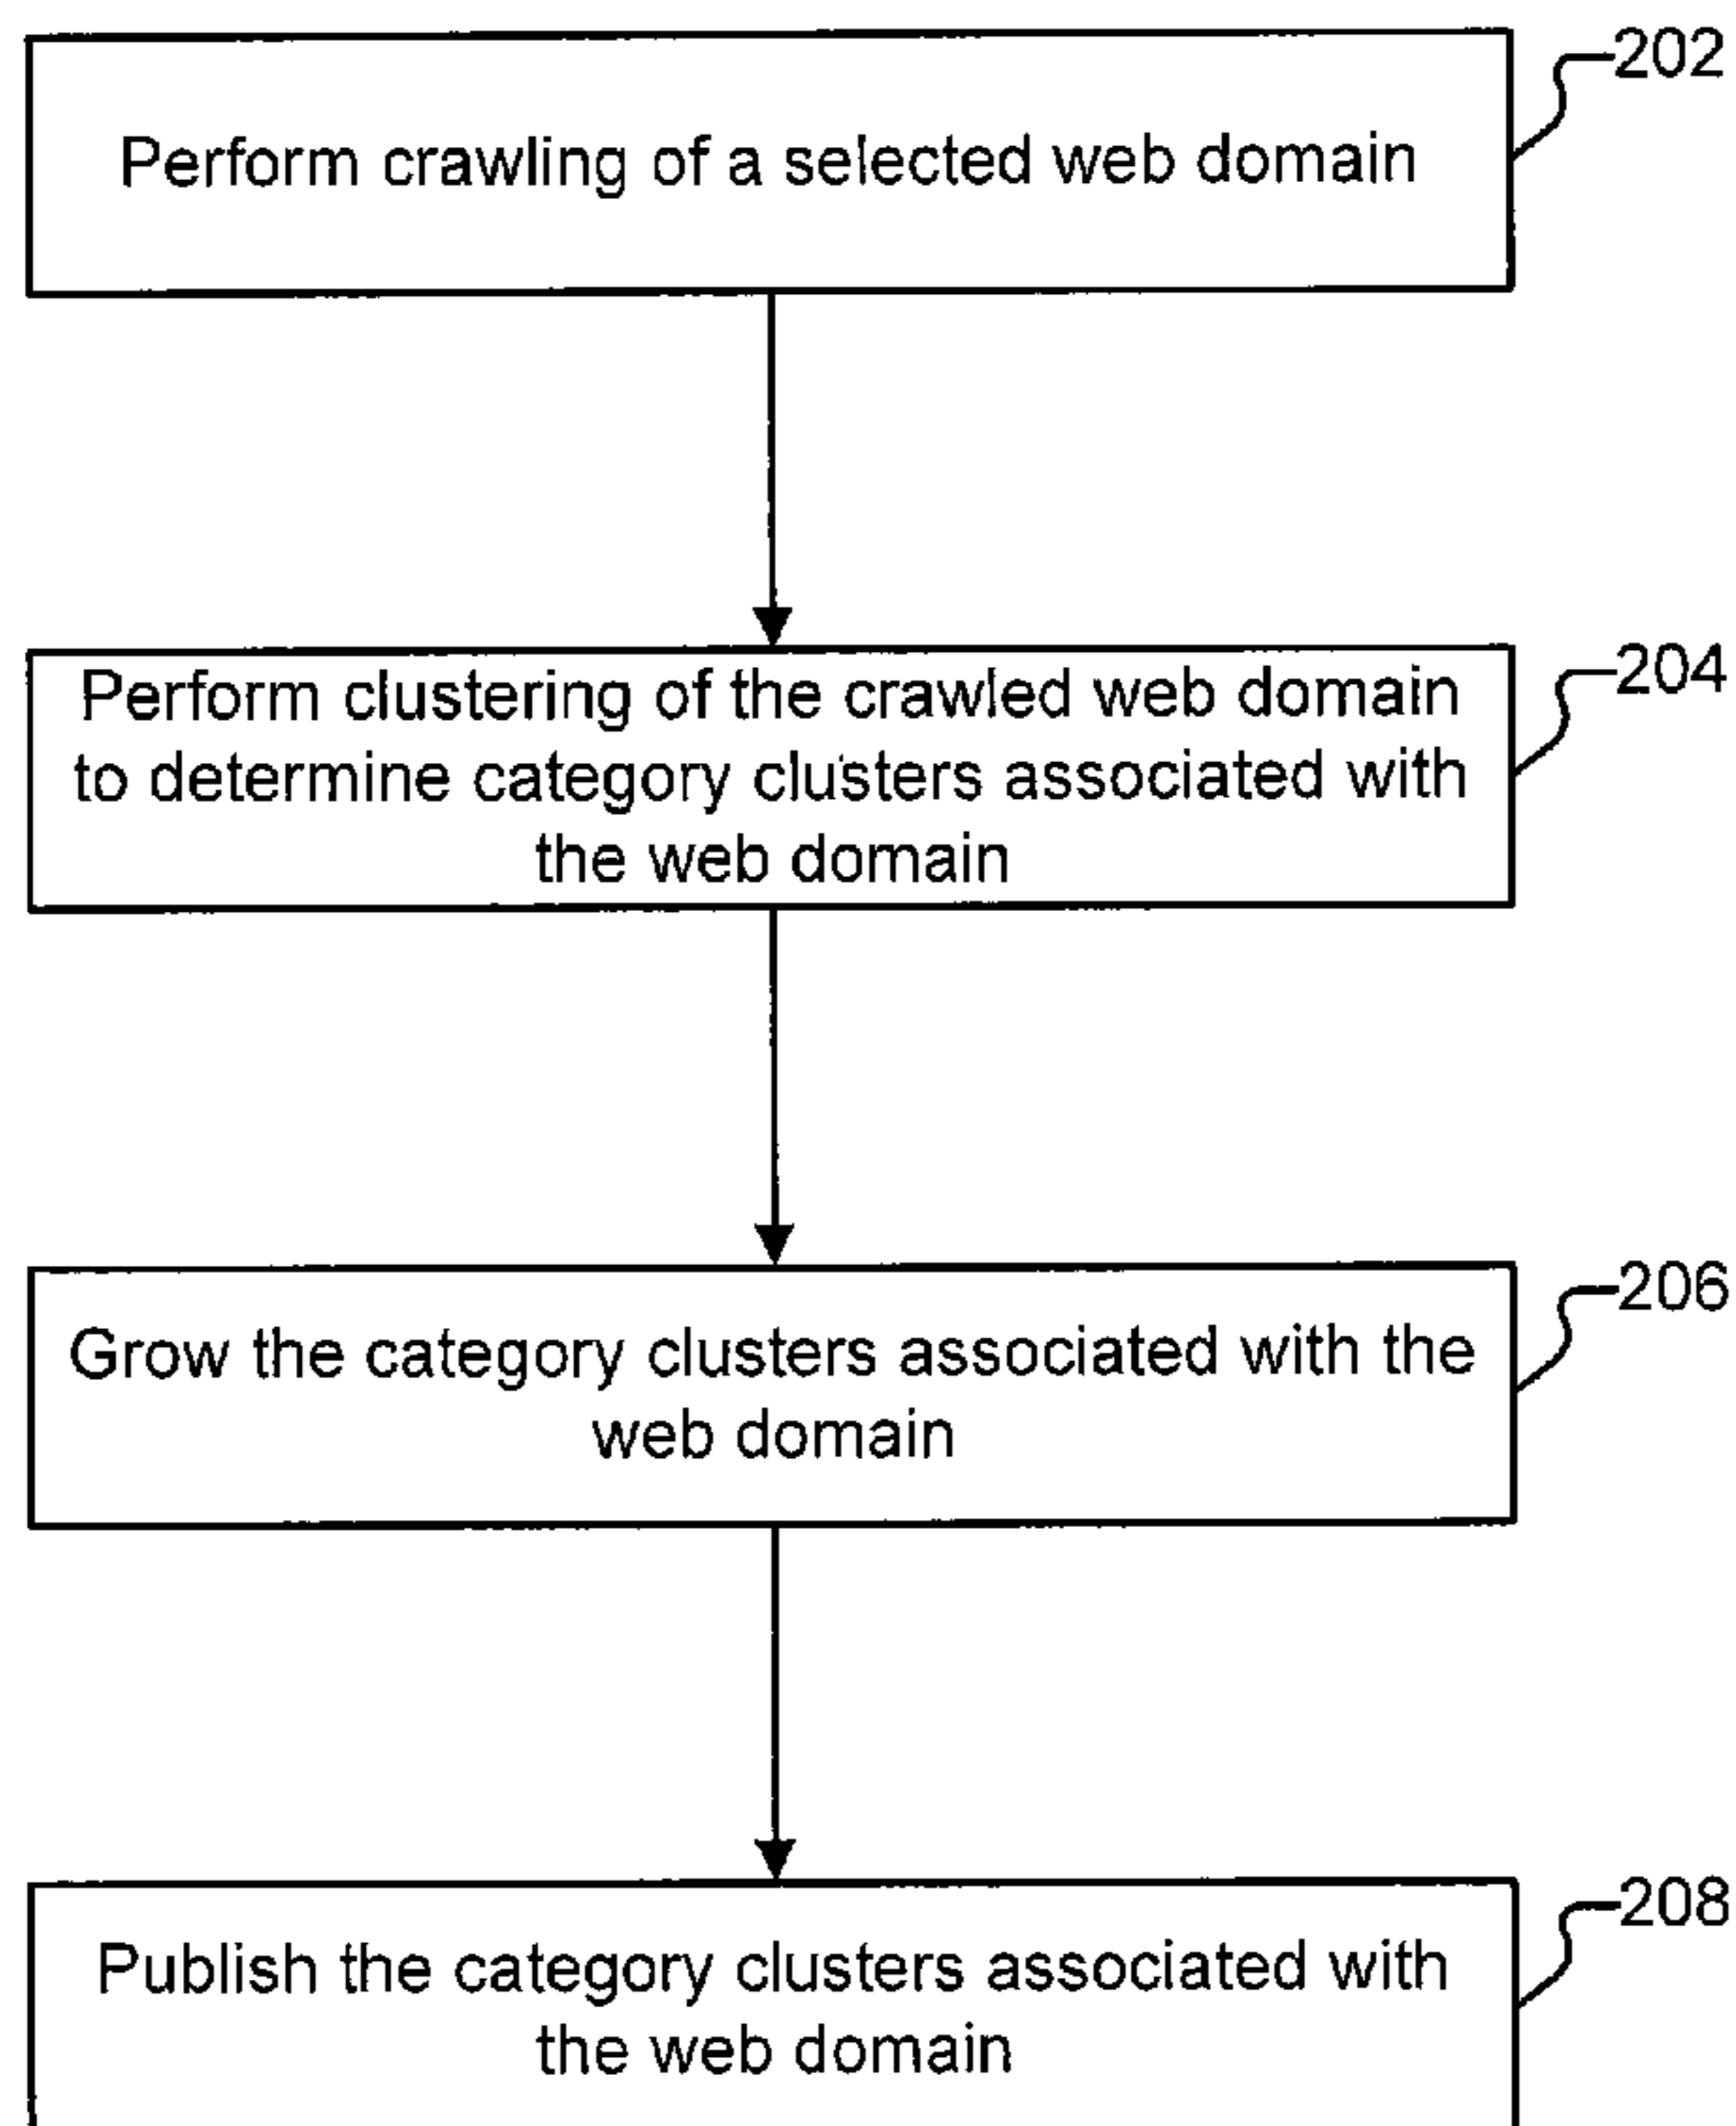 202
Perform crawling of a selected web domain
204
Perform clustering of the crawled web domain
to determine category clusters associated with
the web domain
206
Grow the category clusters associated with the
web domain
208
Publish the category clusters associated with
the web domain